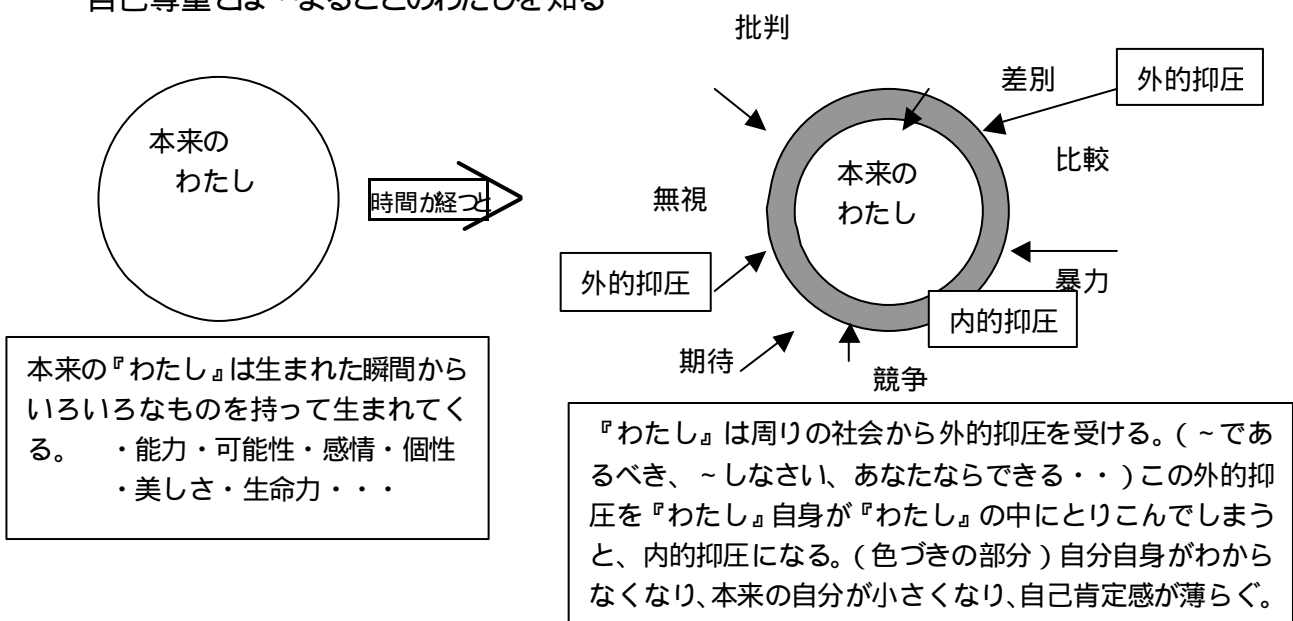 自己尊重とは・・まるごとのわたしを知る
批判
差別
外的抑圧
本来の
わたし
時間が経つと
無視
本来の
わたし
比較
外的抑圧
暴力
内的抑圧
期待
競争
本来の『わたし』は生まれた瞬間から
いろいろなものを持って生まれてく
る。　・能力・可能性・感情・個性
・美しさ・生命力・・・
『わたし』は周りの社会から外的抑圧を受ける。(~であ
るべき、~しなさい、あなたならできる・・)この外的抑
圧を『わたし』自身が『わたし』の中にとりこんでしまう
と、内的抑圧になる。(色づきの部分)自分自身がわから
なくなり、本来の自分が小さくなり、自己肯定感が薄らぐ。